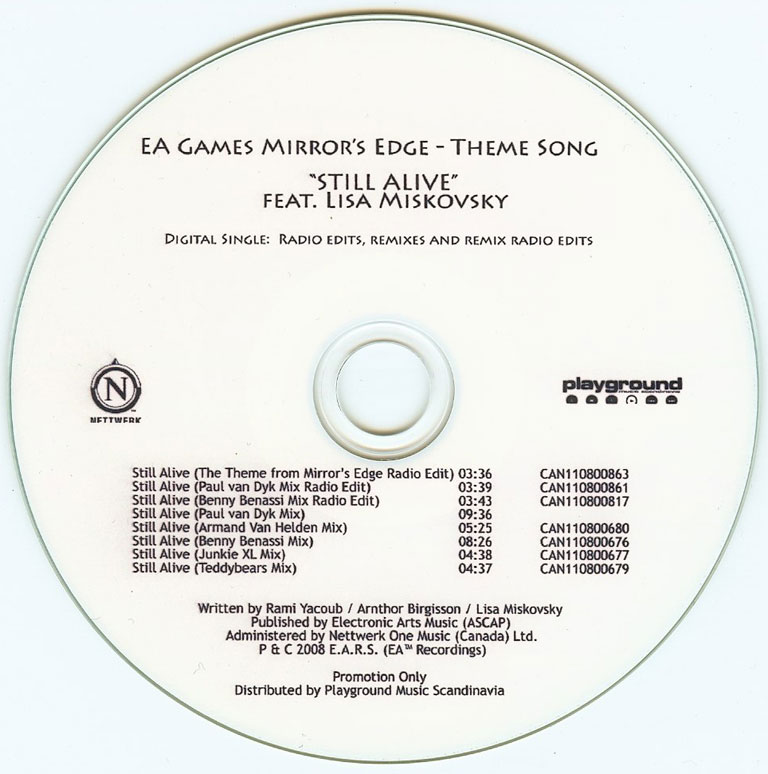 EA GAMES MIRROR'S EDGE - THEME SONG
"STILL ALIVE"
FEAT. LISA MISKOVSKY
DIGITAL SINGLE: RADIO EDITS, REMIXES AND REMIX RADIO EDITS
N
NETTWERK
playground
music scandinavia
Still Alive (The Theme from Mirror's Edge Radio Edit) 03:36 CAN110800863
Still Alive (Paul van Dyk Mix Radio Edit) 03:39 CAN110800861
Still Alive (Benny Benassi Mix Radio Edit) 03:43 CAN110800817
Still Alive (Paul van Dyk Mix) 09:36
Still Alive (Armand Van Helden Mix) 05:25 CAN110800680
Still Alive (Benny Benassi Mix) 08:26 CAN110800676
Still Alive (Junkie XL Mix) 04:38 CAN110800677
Still Alive (Teddybears Mix) 04:37 CAN110800679
Written by Rami Yacoub / Arnthor Birgisson / Lisa Miskovsky
Published by Electronic Arts Music (ASCAP)
Administered by Nettwerk One Music (Canada) Ltd.
P & C 2008 E.A.R.S. (EA™ Recordings)
Promotion Only
Distributed by Playground Music Scandinavia